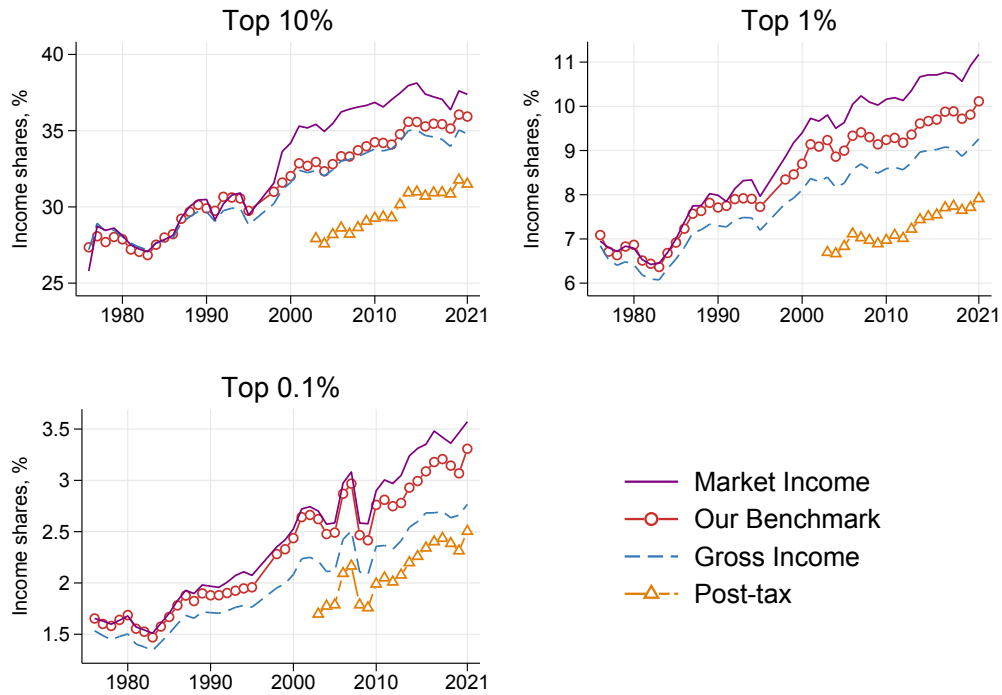 Top 10%
Income shares, %
40
35
30
25
1980 1990 2000 2010 2021
Top 1%
Income shares, %
11
10
9
8
7
6
1980 1990 2000 2010 2021
Top 0.1%
Income shares, %
3.5
3
2.5
2
1.5
1980 1990 2000 2010 2021
Market Income
Our Benchmark
Gross Income
Post-tax